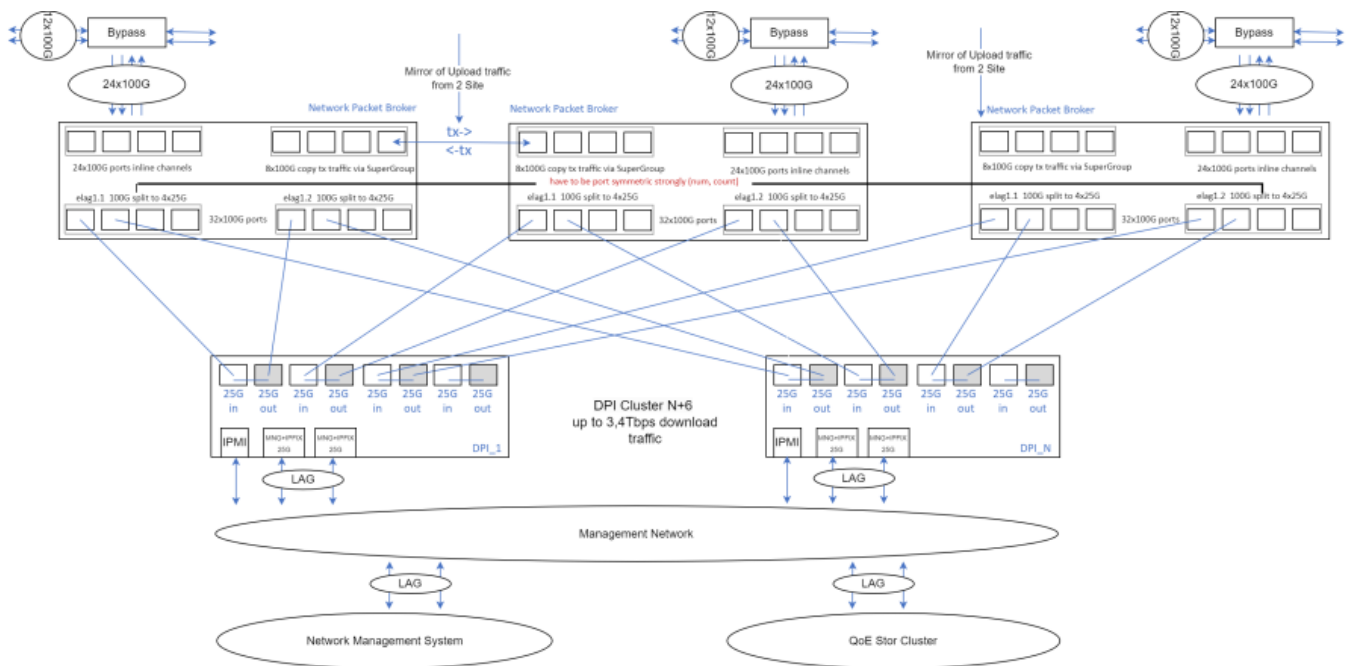 12x100G
Bypass
12x100G
Bypass
12x100G
Bypass
24x100G
Mirror of Upload traffic
from 2 Site
24x100G
Mirror of Upload traffic
from 2 Site
24x100G
Network Packet Broker
Network Packet Broker
Network Packet Broker
tx->
<-tx
24x100G ports inline channels
8x100G copy tx traffic via SuperGroup
8x100G copy tx traffic via SuperGroup
24x100G ports inline channels
8x100G copy tx traffic via SuperGroup
24x100G ports inline channels
have to be port symmetric strongly (num, count)
elag1.1 100G split to 4x25G
elag1.2 100G split to 4x25G
elag1.1 100G split to 4x25G
elag1.2 100G split to 4x25G
elag1.1 100G split to 4x25G
elag1.2 100G split to 4x25G
32x100G ports
32x100G ports
32x100G ports
25G 25G 25G 25G 25G 25G 25G 25G
in out in out in out in out
IPMI
MNG+IPFIX
25G
MNG+IPFIX
25G
DPI_1
DPI Cluster N+6
up to 3,4Tbps download
traffic
25G 25G 25G 25G 25G 25G 25G 25G
in out in out in out in out
IPMI
MNG+IPFIX
25G
MNG+IPFIX
25G
DPI_N
LAG
LAG
Management Network
LAG
LAG
Network Management System
QoE Stor Cluster